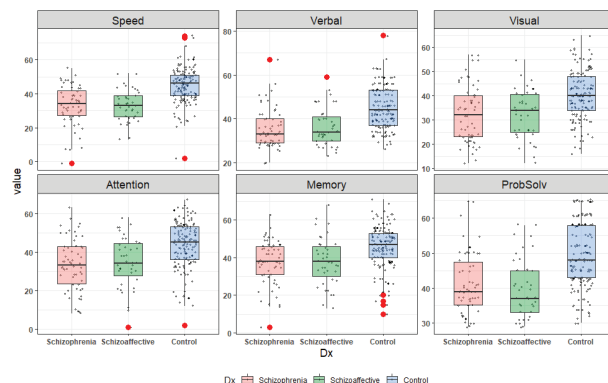 Speed Verbal Visual
60 40 20 0
80 60 40 20
60 50 40 30 20 10
value
Attention Memory ProbSolv
60 40 20 0
60 40 20 0
60 50 40 30
Schizophrenia Schizoaffective Control Schizophrenia Schizoaffective Control Schizophrenia Schizoaffective Control
Dx
Dx Schizophrenia Schizoaffective Control